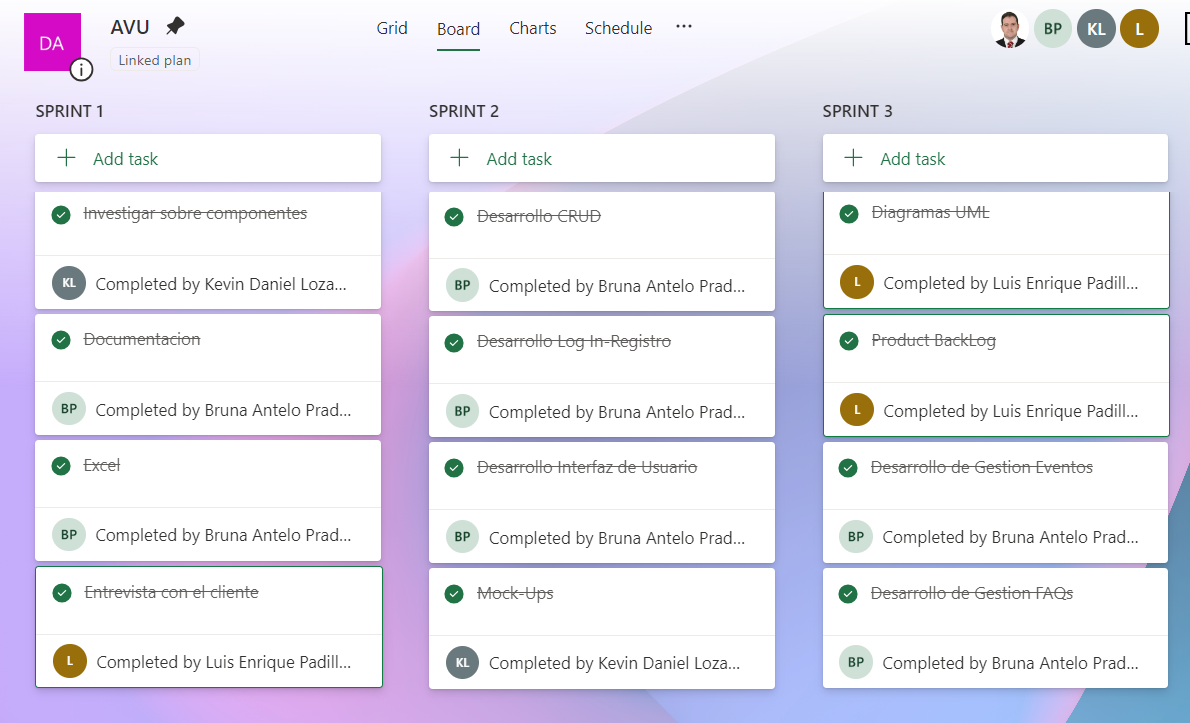 DA
AVU
Linked plan
Grid
Board
Charts
Schedule
...
BP
KL
L
SPRINT 1
Add task
Investigar sobre componentes
KL
Completed by Kevin Daniel Loza...
Documentacion
BP
Completed by Bruna Antelo Prad...
Excel
BP
Completed by Bruna Antelo Prad...
Entrevista con el cliente
L
Completed by Luis Enrique Padill...
SPRINT 2
Add task
Desarrollo CRUD
BP
Completed by Bruna Antelo Prad...
Desarrollo Log In-Registro
BP
Completed by Bruna Antelo Prad...
Desarrollo Interfaz de Usuario
BP
Completed by Bruna Antelo Prad...
Mock-Ups
KL
Completed by Kevin Daniel Loza...
SPRINT 3
Add task
Diagramas UML
L
Completed by Luis Enrique Padill...
Product BackLog
L
Completed by Luis Enrique Padill...
Desarrollo de Gestion Eventos
BP
Completed by Bruna Antelo Prad...
Desarrollo de Gestion FAQs
BP
Completed by Bruna Antelo Prad...